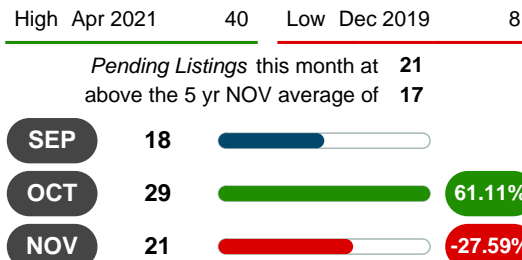 High Apr 2021 40 Low Dec 2019 8
Pending Listings this month at 21
above the 5 yr NOV average of 17
SEP 18
OCT 29 61.11%
NOV 21 -27.59%